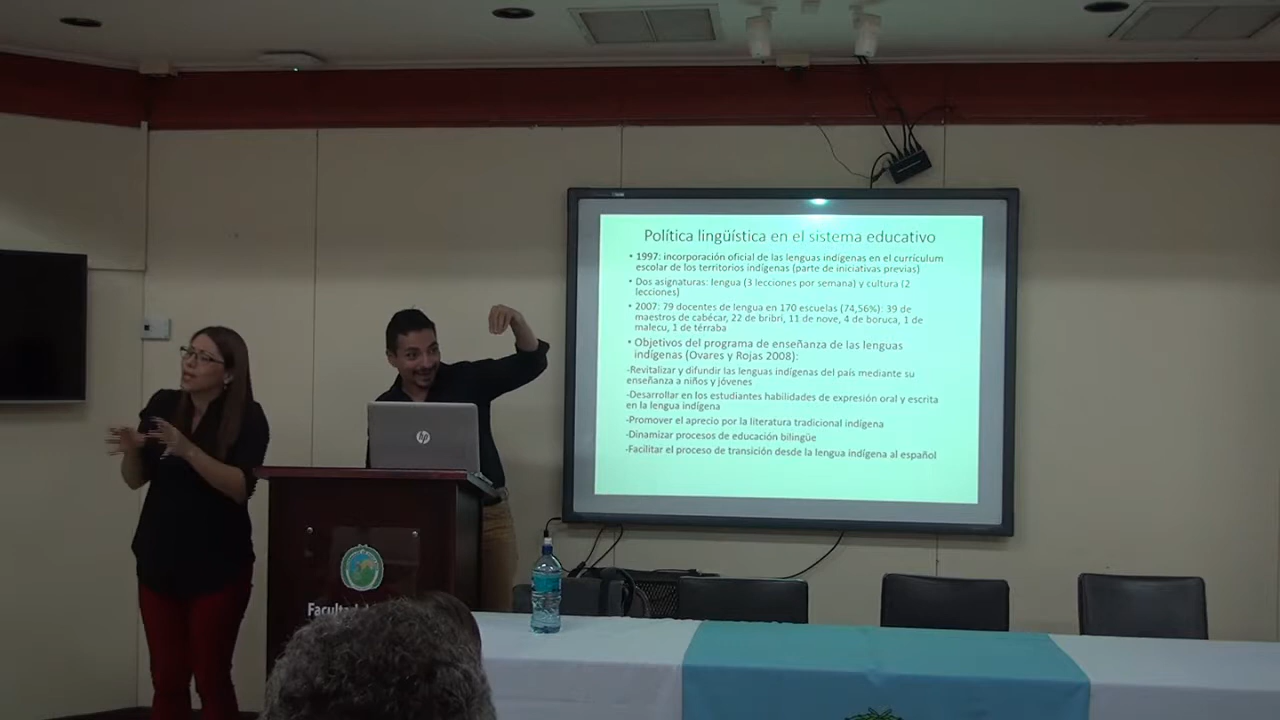 Política lingüística en el sistema educativo
• 1997: incorporación oficial de las lenguas indígenas en el currículum
escolar de los territorios indígenas (parte de iniciativas previas)
• Dos asignaturas: lengua (3 lecciones por semana) y cultura (2
lecciones)
• 2007: 79 docentes de lengua en 170 escuelas (74,56%): 39 de
maestros de cabécar, 22 de bribri, 11 de nove, 4 de boruca, 1 de
malecu, 1 de térraba
• Objetivos del programa de enseñanza de las lenguas
indígenas (Ovares y Rojas 2008):
-Revitalizar y difundir las lenguas indígenas del país mediante su
enseñanza a niños y jóvenes
-Desarrollar en los estudiantes habilidades de expresión oral y escrita
en la lengua indígena
-Promover el aprecio por la literatura tradicional indígena
-Dinamizar procesos de educación bilingüe
-Facilitar el proceso de transición desde la lengua indígena al español
hp